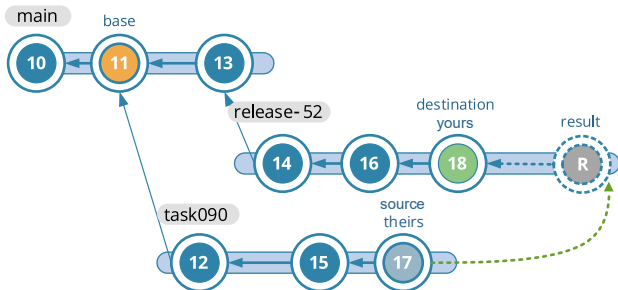 main
base
10
11
13
release-52
destination
yours
result
14
16
18
R
task090
source
theirs
12
15
17